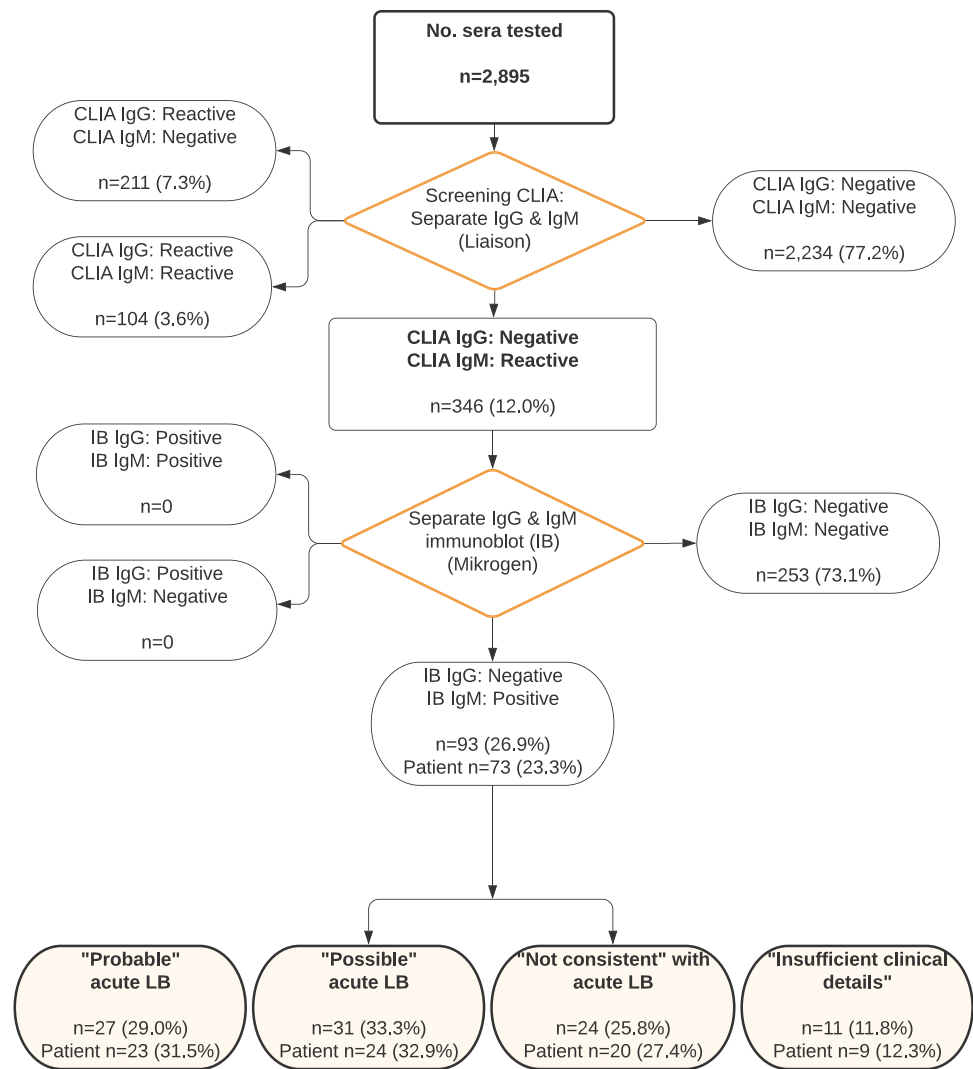 No. sera tested
n=2,895
CLIA IgG: Reactive
CLIA IgM: Negative
n=211 (7.3%)
Screening CLIA:
Separate IgG & IgM
(Liaison)
CLIA IgG: Negative
CLIA IgM: Negative
n=2,234 (77.2%)
CLIA IgG: Reactive
CLIA IgM: Reactive
n=104 (3.6%)
CLIA IgG: Negative
CLIA IgM: Reactive
n=346 (12.0%)
IB IgG: Positive
IB IgM: Positive
n=0
Separate IgG & IgM
immunoblot (IB)
(Mikrogen)
IB IgG: Negative
IB IgM: Negative
n=253 (73.1%)
IB IgG: Positive
IB IgM: Negative
n=0
IB IgG: Negative
IB IgM: Positive
n=93 (26.9%)
Patient n=73 (23.3%)
"Probable"
acute LB
n=27 (29.0%)
Patient n=23 (31.5%)
"Possible"
acute LB
n=31 (33.3%)
Patient n=24 (32.9%)
"Not consistent" with
acute LB
n=24 (25.8%)
Patient n=20 (27.4%)
"Insufficient clinical
details"
n=11 (11.8%)
Patient n=9 (12.3%)